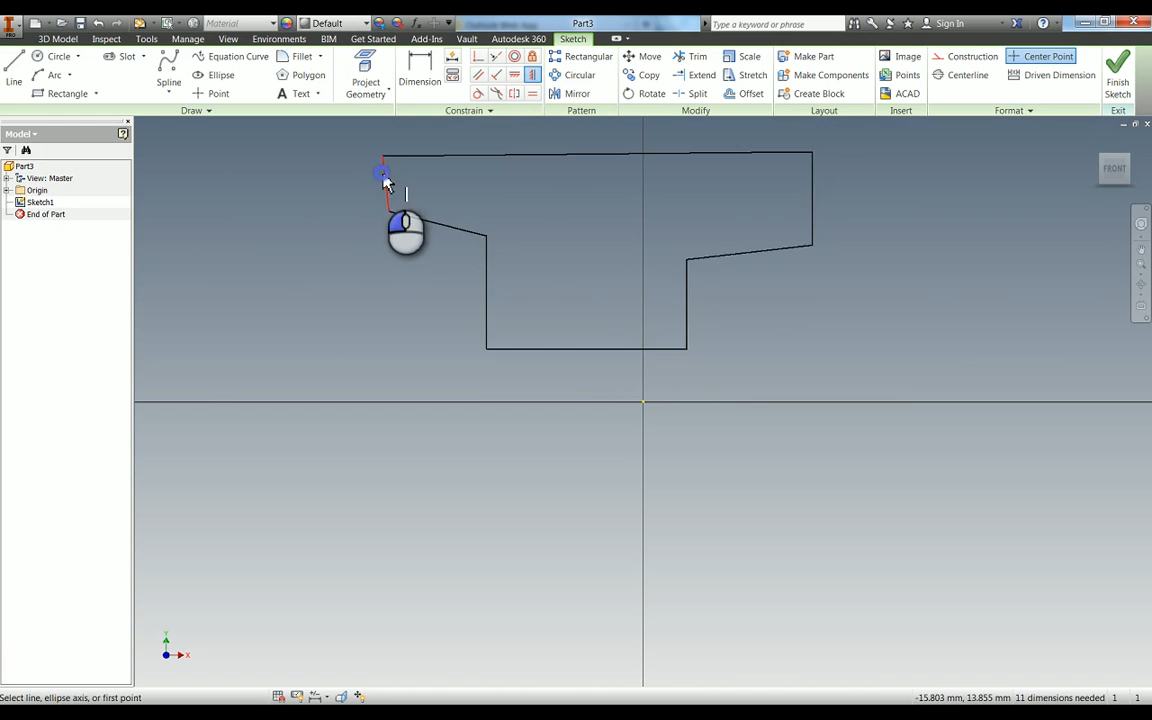 PRO Material Default Part3 Type a keyword or phrase Sign In
3D Model Inspect Tools Manage View Environments BIM Get Started Add-Ins Vault Autodesk 360 Sketch
Line Circle Arc Rectangle Slot Spline Equation Curve Ellipse Point Fillet Polygon Text Project Geometry Dimension Rectangular Circular Mirror Move Copy Rotate Trim Extend Split Scale Stretch Offset Make Part Make Components Create Block Image Points ACAD Construction Centerline Center Point Driven Dimension Finish Sketch
Draw Constrain Pattern Modify Layout Insert Format Exit
Model
Part3
View: Master
Origin
Sketch1
End of Part
FRONT
Y
X
Select line, ellipse axis, or first point -15.803 mm, 13.855 mm 11 dimensions needed 1 1